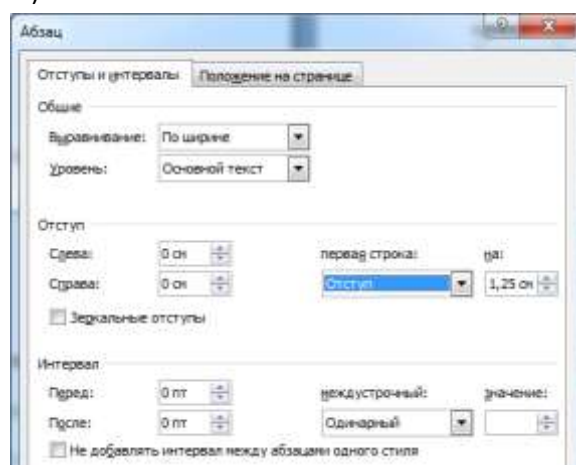 Абзац
Отступы и интервалы Положение на странице
Общие
Выравнивание: По ширине
Уровень: Основной текст
Отступ
Слева: 0 см первая строка: на:
Справа: 0 см Отступ 1,25 см
Зеркальные отступы
Интервал
Перед: 0 пт междустрочный: значение:
После: 0 пт Одинарный
Не добавлять интервал между абзацами одного стиля